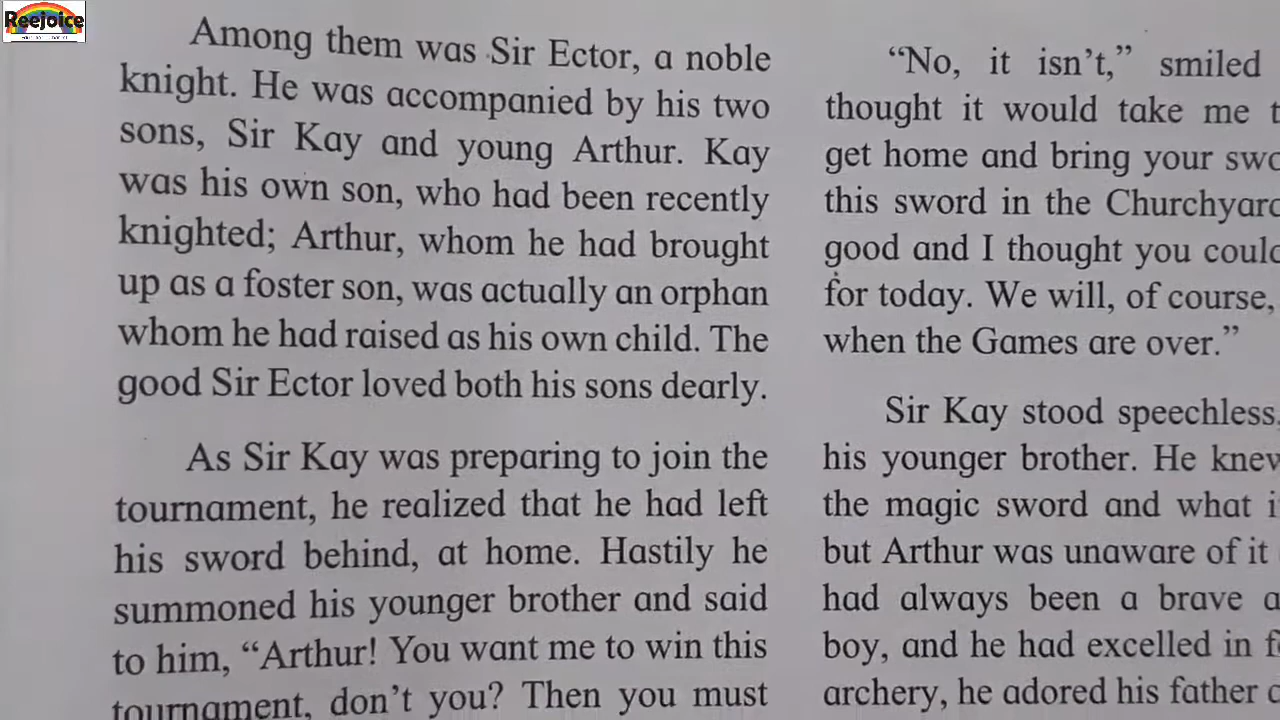 Reejoice
Among them was Sir Ector, a noble
knight. He was accompanied by his two
sons, Sir Kay and young Arthur. Kay
was his own son, who had been recently
knighted; Arthur, whom he had brought
up as a foster son, was actually an orphan
whom he had raised as his own child. The
good Sir Ector loved both his sons dearly.
As Sir Kay was preparing to join the
tournament, he realized that he had left
his sword behind, at home. Hastily he
summoned his younger brother and said
to him, “Arthur! You want me to win this
tournament, don’t you? Then you must
“No, it isn’t,” smiled
thought it would take me
get home and bring your
this sword in the
good and I thought you
for today. We will, of course,
when the Games are over.”
Sir Kay stood speechless,
his younger brother. He
the magic sword and what
but Arthur was unaware of it
had always been a brave
boy, and he had excelled in
archery, he adored his father